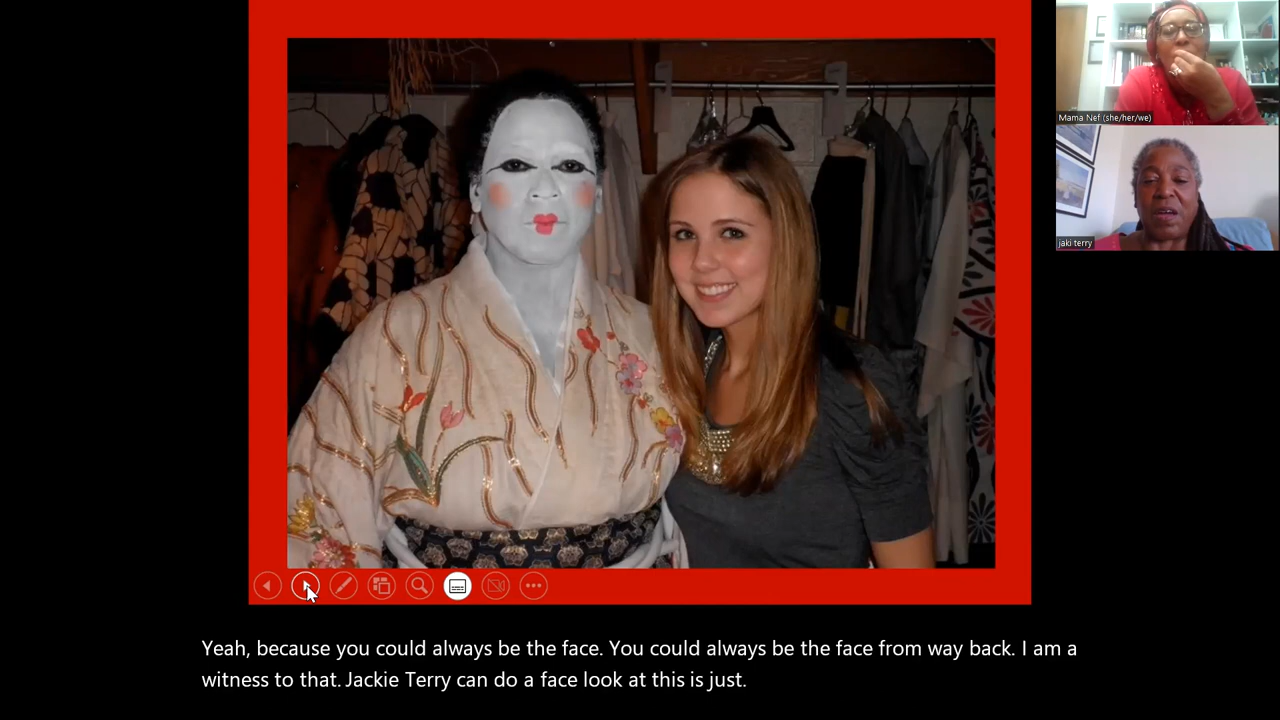 Mama Nef (she/her/we)
jaki terry
Yeah, because you could always be the face. You could always be the face from way back. I am a
witness to that. Jackie Terry can do a face look at this is just.